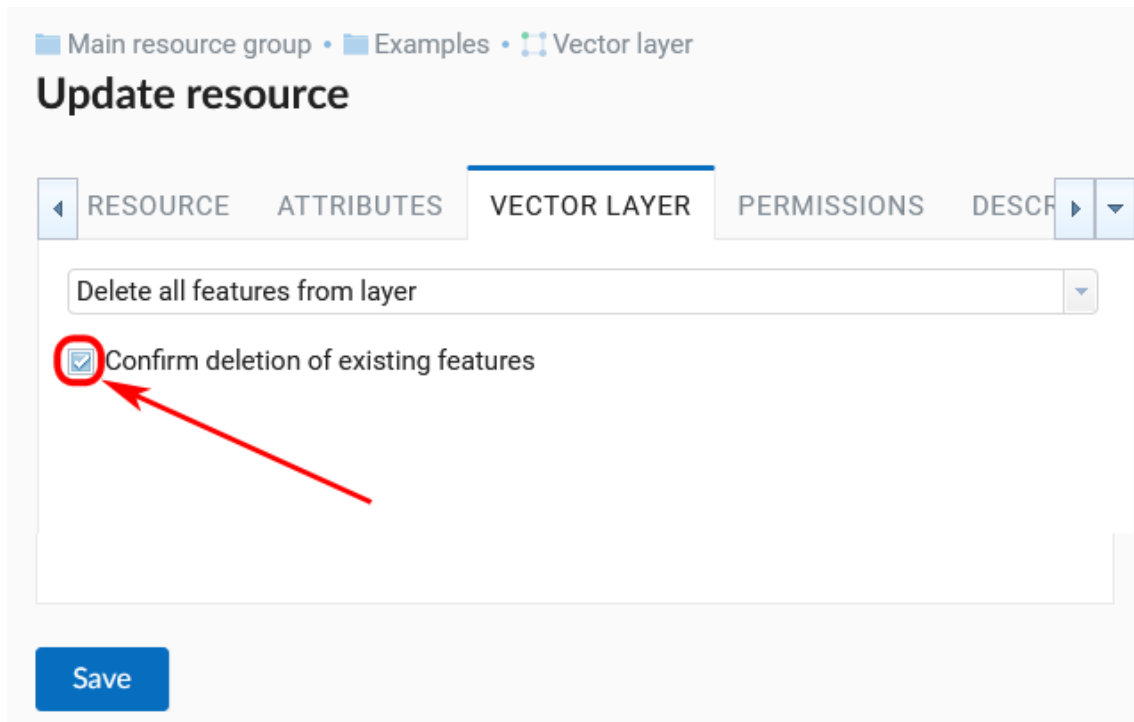 Main resource group • Examples • Vector layer
Update resource
RESOURCE ATTRIBUTES VECTOR LAYER PERMISSIONS DESCR
Delete all features from layer
Confirm deletion of existing features
Save